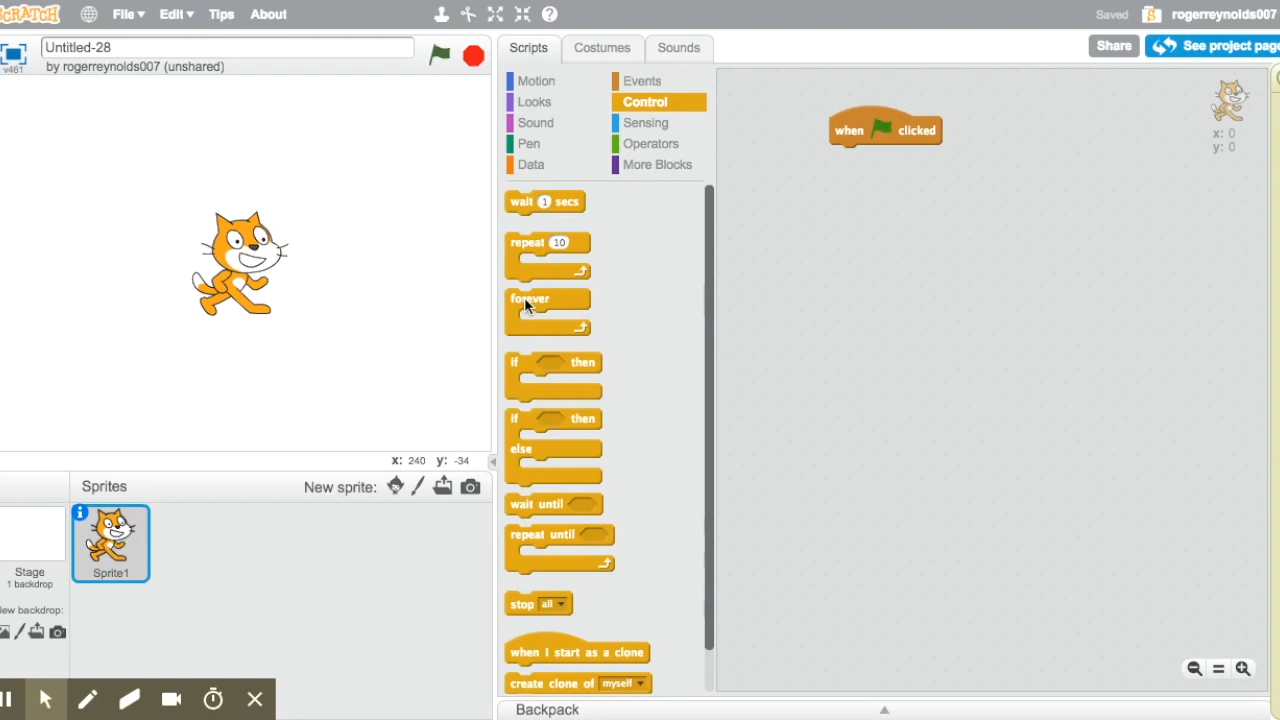 SCRATCH File Edit Tips About Saved rogerreynolds007
Untitled-28
by rogerreynolds007 (unshared)
v461
Scripts Costumes Sounds
Share See project page
Motion Events
Looks Control
Sound Sensing
Pen Operators
Data More Blocks
wait 1 secs
repeat 10
forever
if then
if then
else
wait until
repeat until
stop all
when I start as a clone
create clone of myself
when clicked
x: 0
y: 0
x: 240 y: -34
Sprites New sprite:
Sprite1
Stage
1 backdrop
New backdrop:
Backpack